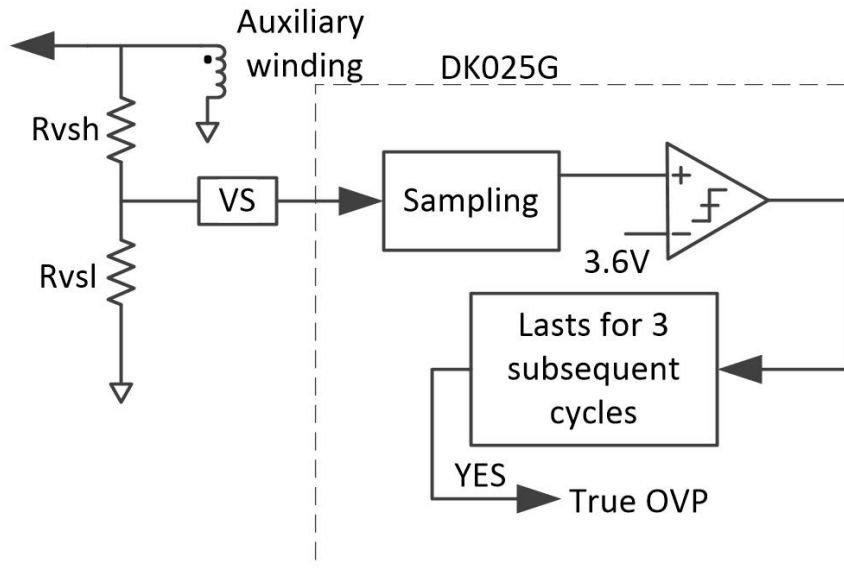 Auxiliary
winding
DK025G
Rvsh
VS
Sampling
+
−
3.6V
Rvsl
Lasts for 3
subsequent
cycles
YES
True OVP